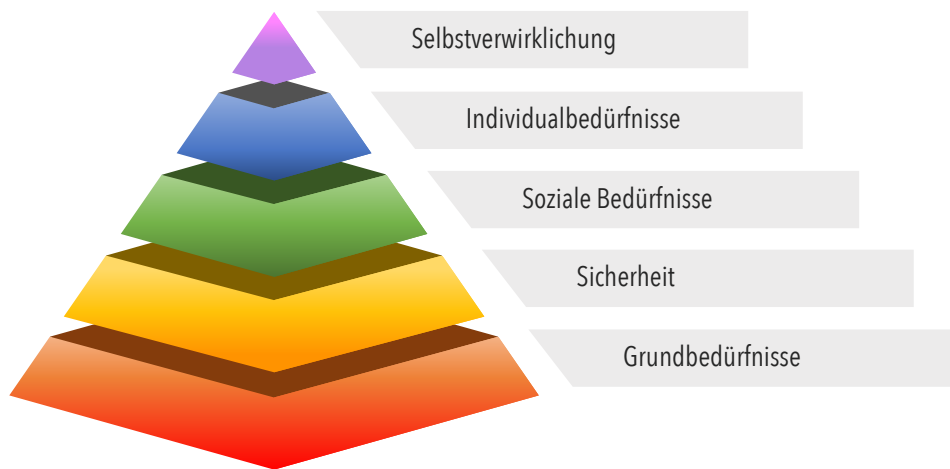 Selbstverwirklichung
Individualbedürfnisse
Soziale Bedürfnisse
Sicherheit
Grundbedürfnisse